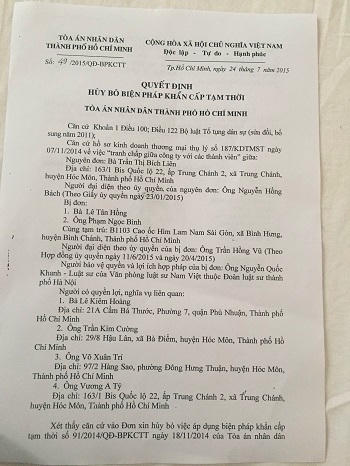 TÒA ÁN NHÂN DÂN
THÀNH PHỐ HỒ CHÍ MINH
Số: 49 /2015/QĐ-BPKCTT
CỘNG HÒA XÃ HỘI CHỦ NGHĨA VIỆT NAM
Độc lập - Tự do - Hạnh phúc
Tp.Hồ Chí Minh, ngày 24 tháng 7 năm 2015
QUYẾT ĐỊNH
HỦY BỎ BIỆN PHÁP KHẨN CẤP TẠM THỜI
TÒA ÁN NHÂN DÂN THÀNH PHỐ HỒ CHÍ MINH
Căn cứ Khoản 1 Điều 100; Điều 122 Bộ luật Tố tụng dân sự (sửa đổi, bổ
sung năm 2011);
Căn cứ hồ sơ kinh doanh thương mại thụ lý số 187/KDTMST ngày
07/11/2014 về việc "tranh chấp giữa công ty với các thành viên" giữa:
Nguyên đơn: Bà Trần Thị Bích Liên
Địa chỉ: 163/1 Bis Quốc lộ 22, ấp Trung Chánh 2, xã Trung Chánh,
huyện Hóc Môn, Thành phố Hồ Chí Minh
Người đại diện theo ủy quyền của nguyên đơn: Ông Nguyễn Hồng
Bách (Theo Giấy ủy quyền ngày 23/01/2015)
Bị đơn:
1. Bà Lê Tân Hồng
2. Ông Phạm Ngọc Bình
Cùng tạm trú: B1103 Cao ốc Him Lam Nam Sài Gòn, xã Bình Hưng,
huyện Bình Chánh, Thành phố Hồ Chí Minh
Người đại diện theo ủy quyền của bị đơn: Ông Trần Hồng Vũ (Theo
Hợp đồng ủy quyền ngày 11/6/2015 và ngày 20/4/2015)
Người bảo vệ quyền và lợi ích hợp pháp của bị đơn: Ông Nguyễn Quốc
Khanh - Luật sư của Văn phòng luật sư Nam Việt thuộc Đoàn luật sư thành
phố Hà Nội
Người có quyền lợi, nghĩa vụ liên quan:
1. Bà Lê Kiêm Hoàng
Địa chỉ: 21A Cầm Bá Thước, Phường 7, quận Phú Nhuận, Thành phố
Hồ Chí Minh
2. Ông Trần Kim Cường
Địa chỉ: 29/8 Hậu Lân, xã Bà Điểm, huyện Hóc Môn, Thành phố Hồ
Chí Minh
3. Ông Võ Xuân Trí
Địa chỉ: 97/2 Hàng Sao, phường Đông Hưng Thuận, huyện Hóc Môn,
Thành phố Hồ Chí Minh
4. Ông Vương A Tỷ
Địa chỉ: 163/1 Bis Quốc lộ 22, ấp Trung Chánh 2, xã Trung Chánh,
huyện Hóc Môn, Thành phố Hồ Chí Minh
Xét thấy căn cứ vào Đơn xin hủy bỏ việc áp dụng biện pháp khẩn cấp
tạm thời số 91/2014/QĐ-BPKCTT ngày 18/11/2014 của Tòa án nhân dân